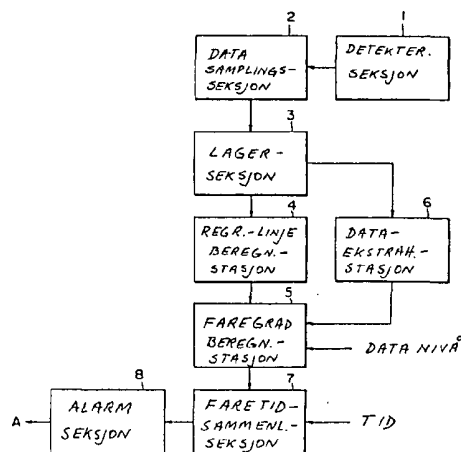 2
1
DATA
SAMPLINGS-
SEKSJON
DETEKTER.
SEKSJON
3
LAGER-
SEKSJON
4
REGR.-LINJE
BEREGN.-
STASJON
6
DATA-
EKSTRAH.-
STASJON
5
FAREGRAD
BEREGN.-
STASJON
DATA NIVÅ
8
7
A
ALARM
SEKSJON
FARETID-
SAMMENL.-
SEKSJON
TID